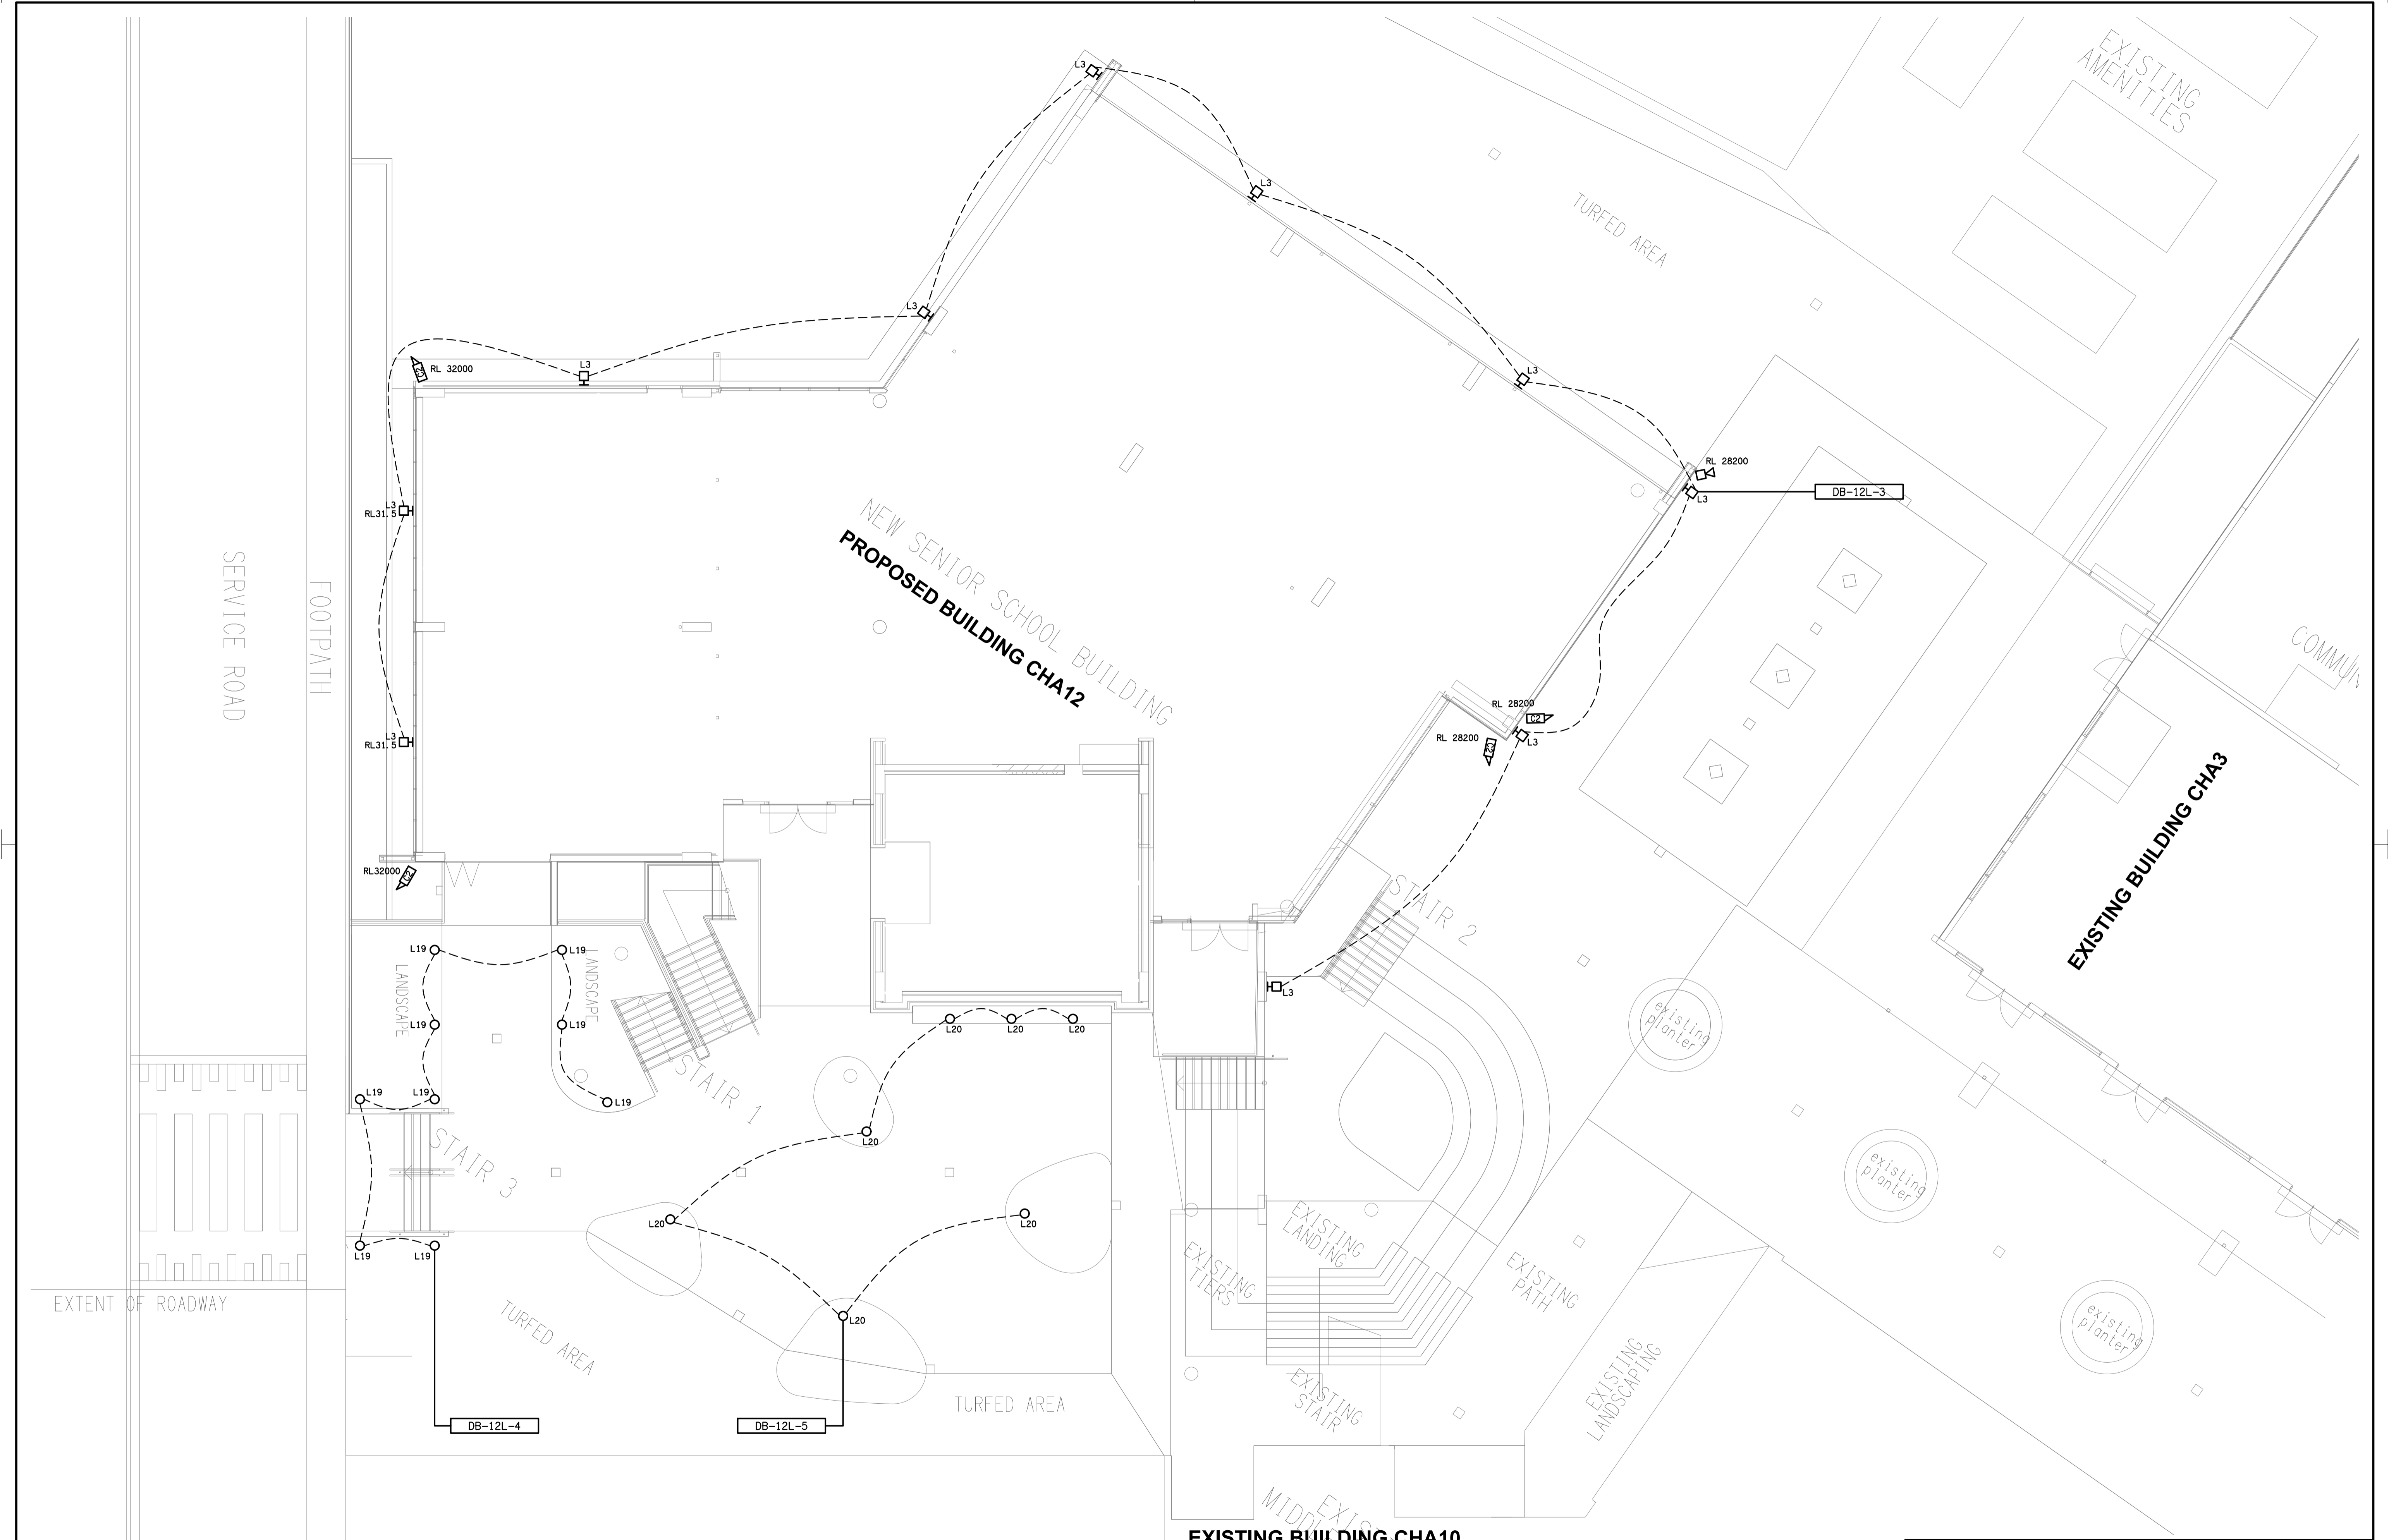 EXISTING
AMENITIES
L3
L3
TURFED AREA
L3
L3
RL 32000
C2
L3
RL 28200
DB-12L-3
L3
L3
RL31.5
NEW SENIOR SCHOOL BUILDING
PROPOSED BUILDING CHA12
SERVICE ROAD
FOOTPATH
RL 28200
C2
RL 28200
C2
L3
L3
RL31.5
EXISTING BUILDING CHA3
RL32000
C2
STAIR 2
L19
L19
LANDSCAPE
LANDSCAPE
L3
L19
L19
L20
L20
L20
existing
planter
STAIR 1
L19
L19
L19
L20
STAIR 3
existing
planter
L20
L20
EXISTING
LANDING
L19
L19
EXISTING
TIERS
EXISTING
PATH
EXTENT OF ROADWAY
TURFED AREA
L20
existing
planter
EXISTING
LANDSCAPING
EXISTING
STAIR
TURFED AREA
DB-12L-4
DB-12L-5
EXISTING BUILDING CHA10